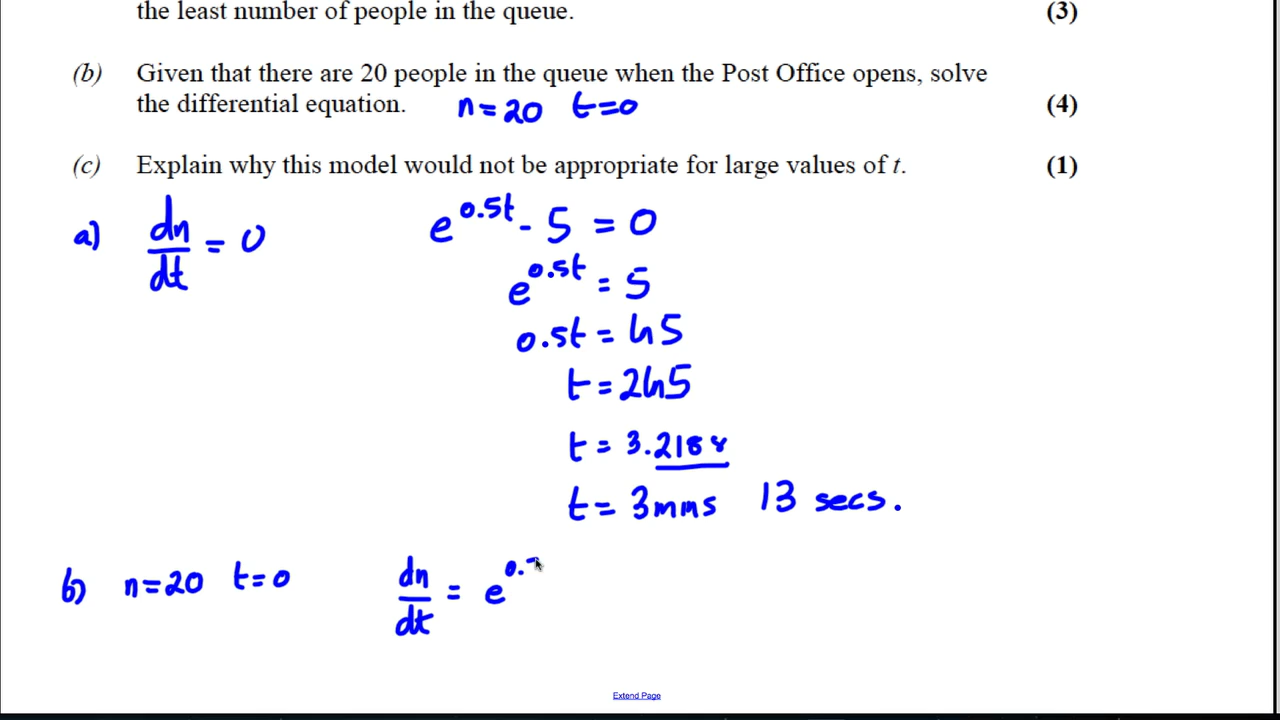 the least number of people in the queue. (3)
(b) Given that there are 20 people in the queue when the Post Office opens, solve
the differential equation. n=20 t=0 (4)
(c) Explain why this model would not be appropriate for large values of t. (1)
a) dn/dt = 0 e^0.5t - 5 = 0
e^0.5t = 5
0.5t = ln5
t = 2ln5
t = 3.2188
t = 3mns 13 secs.
b) n=20 t=0 dn/dt = e^0.
Extend Page